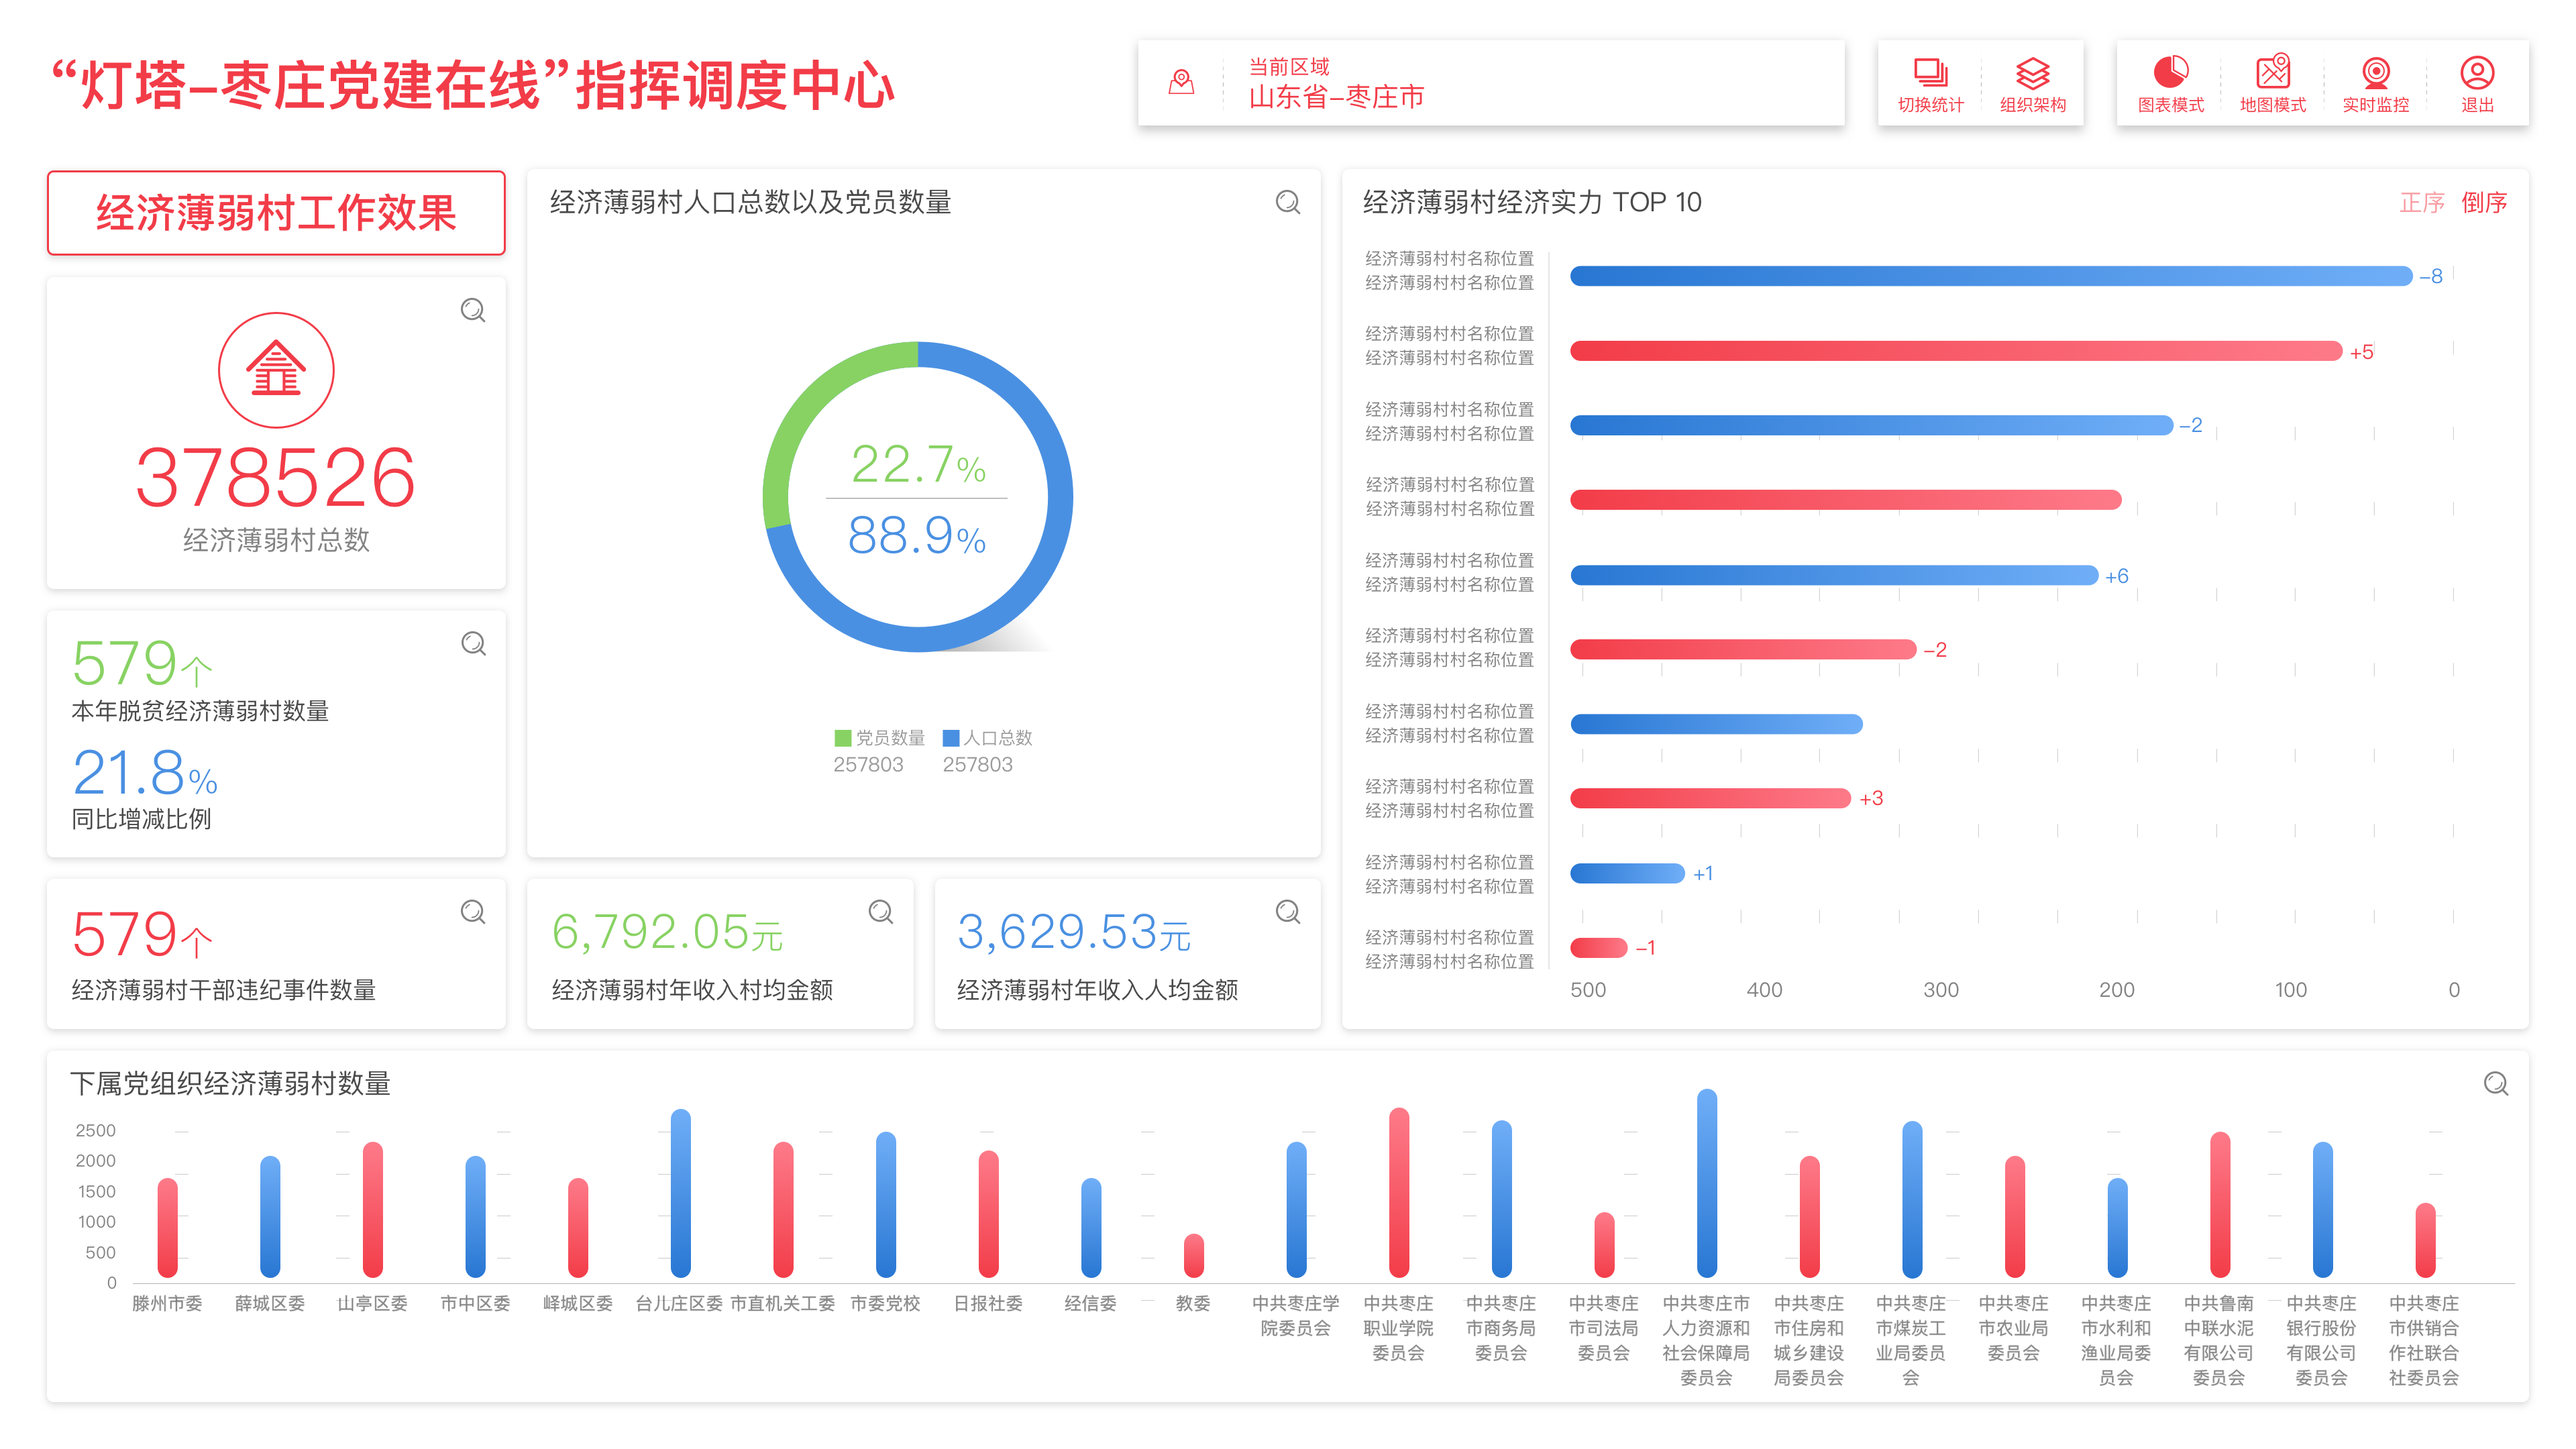 “灯塔–枣庄党建在线”指挥调度中心
当前区域
山东省–枣庄市
切换统计
组织架构
图表模式
地图模式
实时监控
退出
经济薄弱村工作效果
378526
经济薄弱村总数
579个
本年脱贫经济薄弱村数量
21.8%
同比增减比例
经济薄弱村人口总数以及党员数量
22.7%
88.9%
党员数量
257803
人口总数
257803
579个
经济薄弱村干部违纪事件数量
6,792.05元
经济薄弱村年收入村均金额
3,629.53元
经济薄弱村年收入人均金额
经济薄弱村经济实力 TOP 10
正序 倒序
经济薄弱村村名称位置
经济薄弱村村名称位置
–8
经济薄弱村村名称位置
经济薄弱村村名称位置
+5
经济薄弱村村名称位置
经济薄弱村村名称位置
–2
经济薄弱村村名称位置
经济薄弱村村名称位置
经济薄弱村村名称位置
经济薄弱村村名称位置
+6
经济薄弱村村名称位置
经济薄弱村村名称位置
–2
经济薄弱村村名称位置
经济薄弱村村名称位置
经济薄弱村村名称位置
经济薄弱村村名称位置
+3
经济薄弱村村名称位置
经济薄弱村村名称位置
+1
经济薄弱村村名称位置
经济薄弱村村名称位置
–1
500 400 300 200 100 0
下属党组织经济薄弱村数量
2500
2000
1500
1000
500
0
滕州市委
薛城区委
山亭区委
市中区委
峄城区委
台儿庄区委
市直机关工委
市委党校
日报社委
经信委
教委
中共枣庄学
院委员会
中共枣庄
职业学院
委员会
中共枣庄
市商务局
委员会
中共枣庄
市司法局
委员会
中共枣庄市
人力资源和
社会保障局
委员会
中共枣庄
市住房和
城乡建设
局委员会
中共枣庄
市煤炭工
业局委员
会
中共枣庄
市农业局
委员会
中共枣庄
市水利和
渔业局委
员会
中共鲁南
中联水泥
有限公司
委员会
中共枣庄
银行股份
有限公司
委员会
中共枣庄
市供销合
作社联合
社委员会